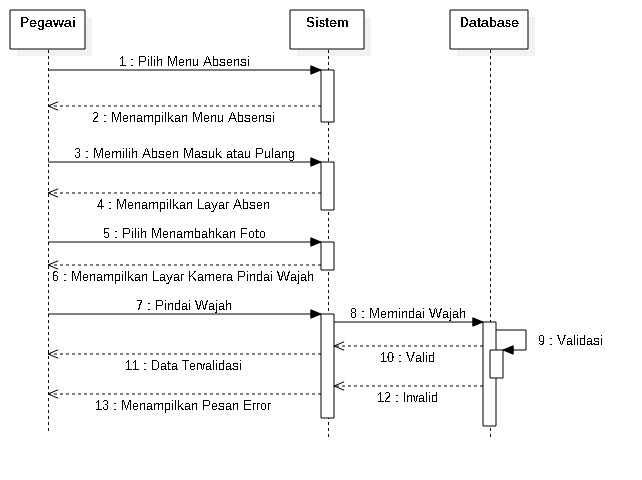 Pegawai
Sistem
Database
1 : Pilih Menu Absensi
2 : Menampilkan Menu Absensi
3 : Memilih Absen Masuk atau Pulang
4 : Menampilkan Layar Absen
5 : Pilih Menambahkan Foto
6 : Menampilkan Layar Kamera Pindai Wajah
7 : Pindai Wajah
8 : Memindai Wajah
9 : Validasi
10 : Valid
11 : Data Tervalidasi
12 : Invalid
13 : Menampilkan Pesan Error